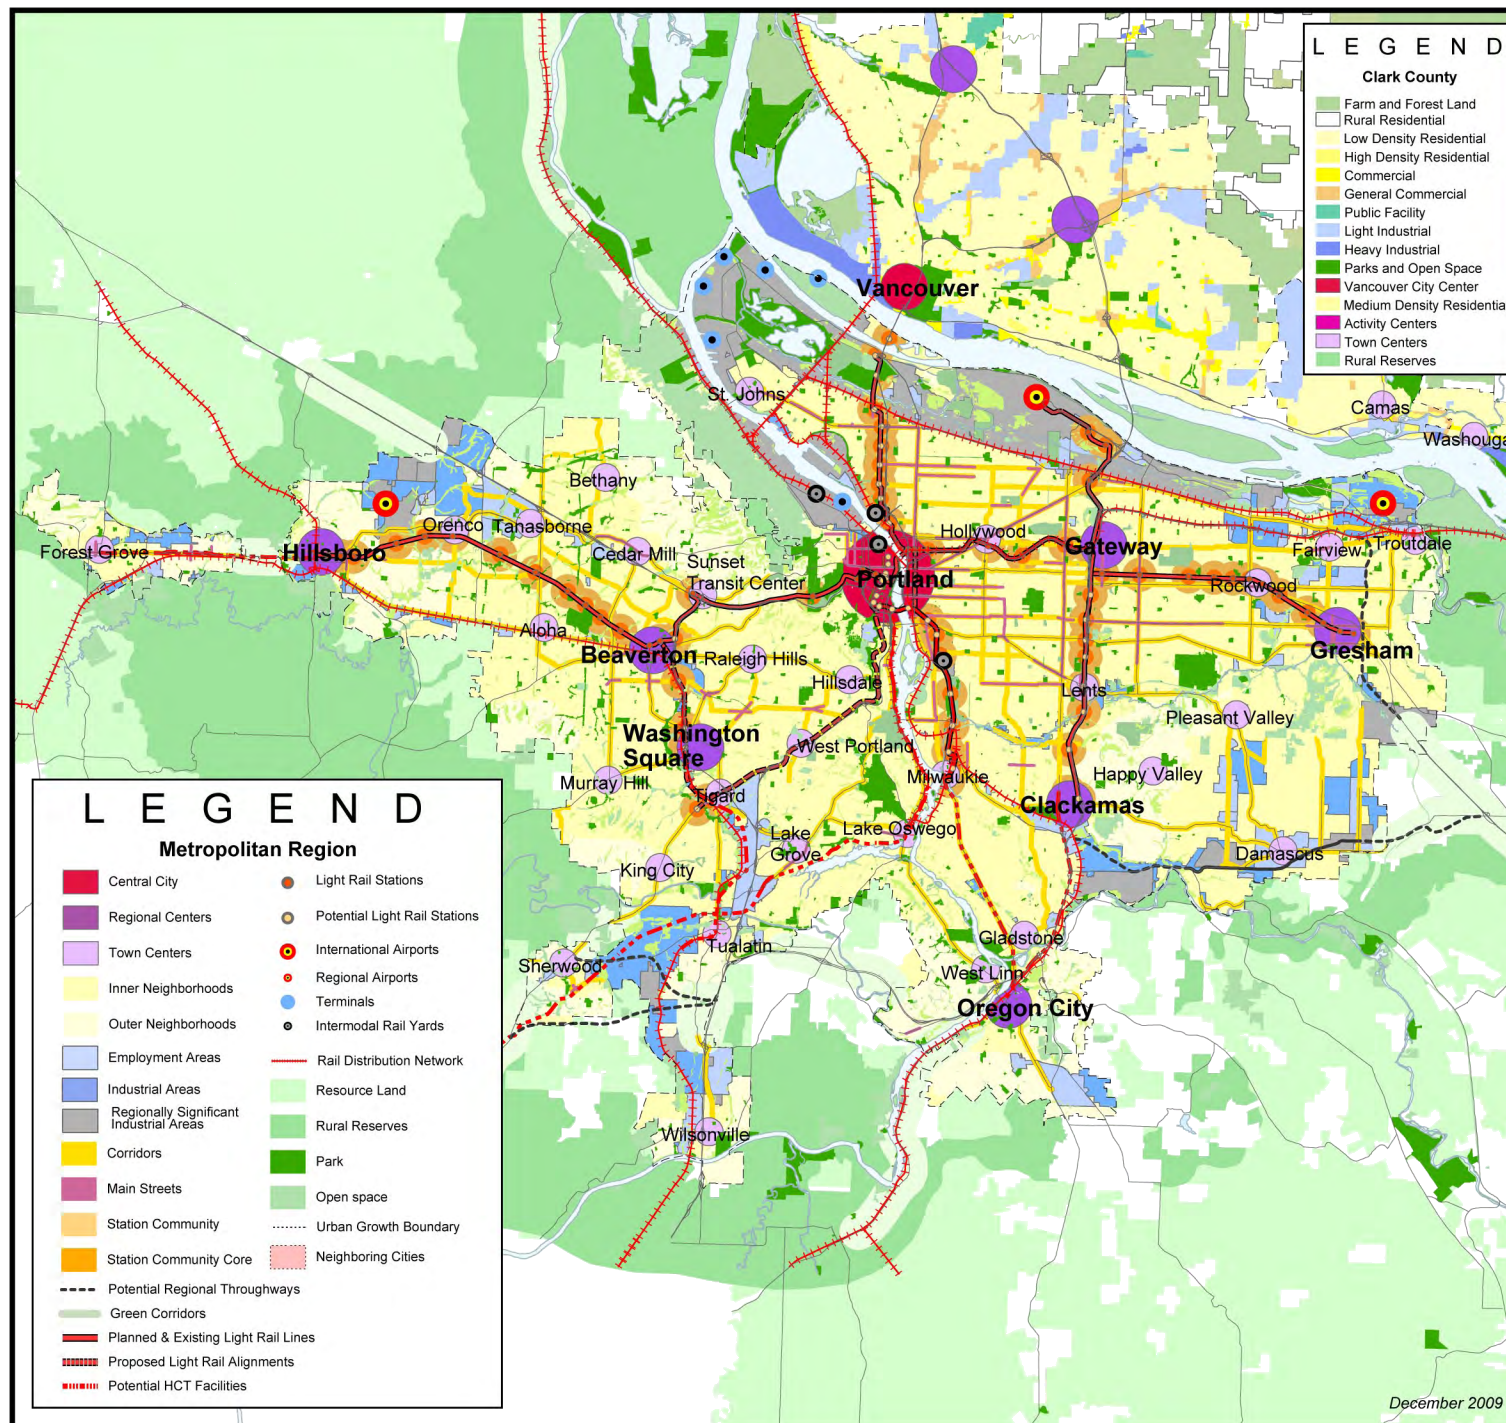 L E G E N D
Clark County
Farm and Forest Land
Rural Residential
Low Density Residential
High Density Residential
Commercial
General Commercial
Public Facility
Light Industrial
Heavy Industrial
Parks and Open Space
Vancouver City Center
Medium Density Residentia
Activity Centers
Town Centers
Rural Reserves
Vancouver
St. Johns
Camas
Washouga
Bethany
Forest Grove
Hillsboro
Orenco
Tanasborne
Cedar Mill
Sunset
Transit Center
Portland
Hollywood
Gateway
Fairview
Troutdale
Rockwood
Aloha
Beaverton
Raleigh Hills
Hillsdale
Gresham
Lents
Pleasant Valley
Washington
Square
West Portland
Murray Hill
Tigard
Milwaukie
Happy Valley
Clackamas
Lake
Grove
Lake Oswego
Damascus
King City
Tualatin
Sherwood
Gladstone
West Linn
Oregon City
Wilsonville
L E G E N D
Metropolitan Region
Central City
Regional Centers
Town Centers
Inner Neighborhoods
Outer Neighborhoods
Employment Areas
Industrial Areas
Regionally Significant
Industrial Areas
Corridors
Main Streets
Station Community
Station Community Core
Potential Regional Throughways
Green Corridors
Planned & Existing Light Rail Lines
Proposed Light Rail Alignments
Potential HCT Facilities
Light Rail Stations
Potential Light Rail Stations
International Airports
Regional Airports
Terminals
Intermodal Rail Yards
Rail Distribution Network
Resource Land
Rural Reserves
Park
Open space
Urban Growth Boundary
Neighboring Cities
December 2009